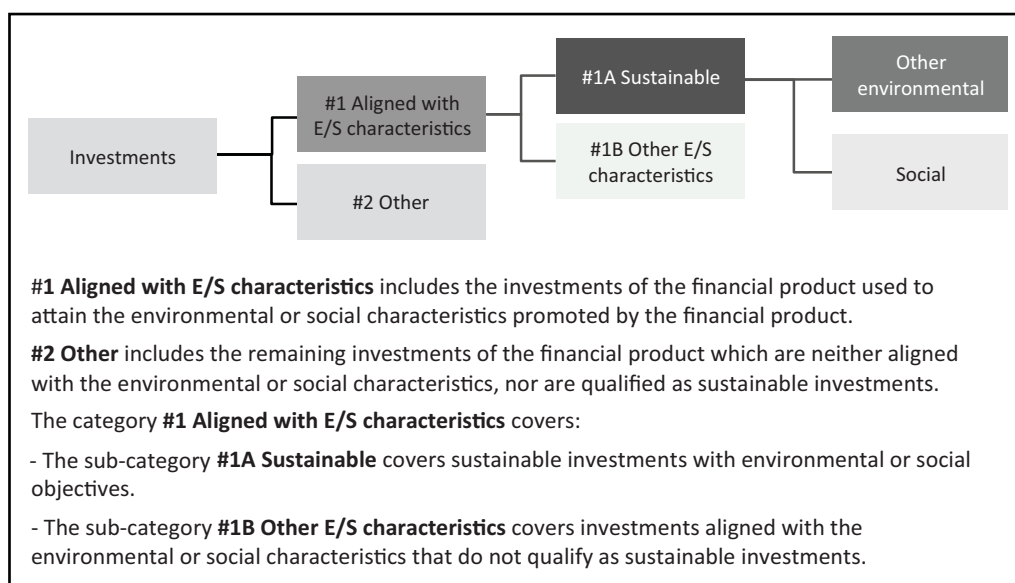 Investments
#1 Aligned with
E/S characteristics
#2 Other
#1A Sustainable
#1B Other E/S
characteristics
Other
environmental
Social
#1 Aligned with E/S characteristics includes the investments of the financial product used to
attain the environmental or social characteristics promoted by the financial product.
#2 Other includes the remaining investments of the financial product which are neither aligned
with the environmental or social characteristics, nor are qualified as sustainable investments.
The category #1 Aligned with E/S characteristics covers:
- The sub-category #1A Sustainable covers sustainable investments with environmental or social
objectives.
- The sub-category #1B Other E/S characteristics covers investments aligned with the
environmental or social characteristics that do not qualify as sustainable investments.